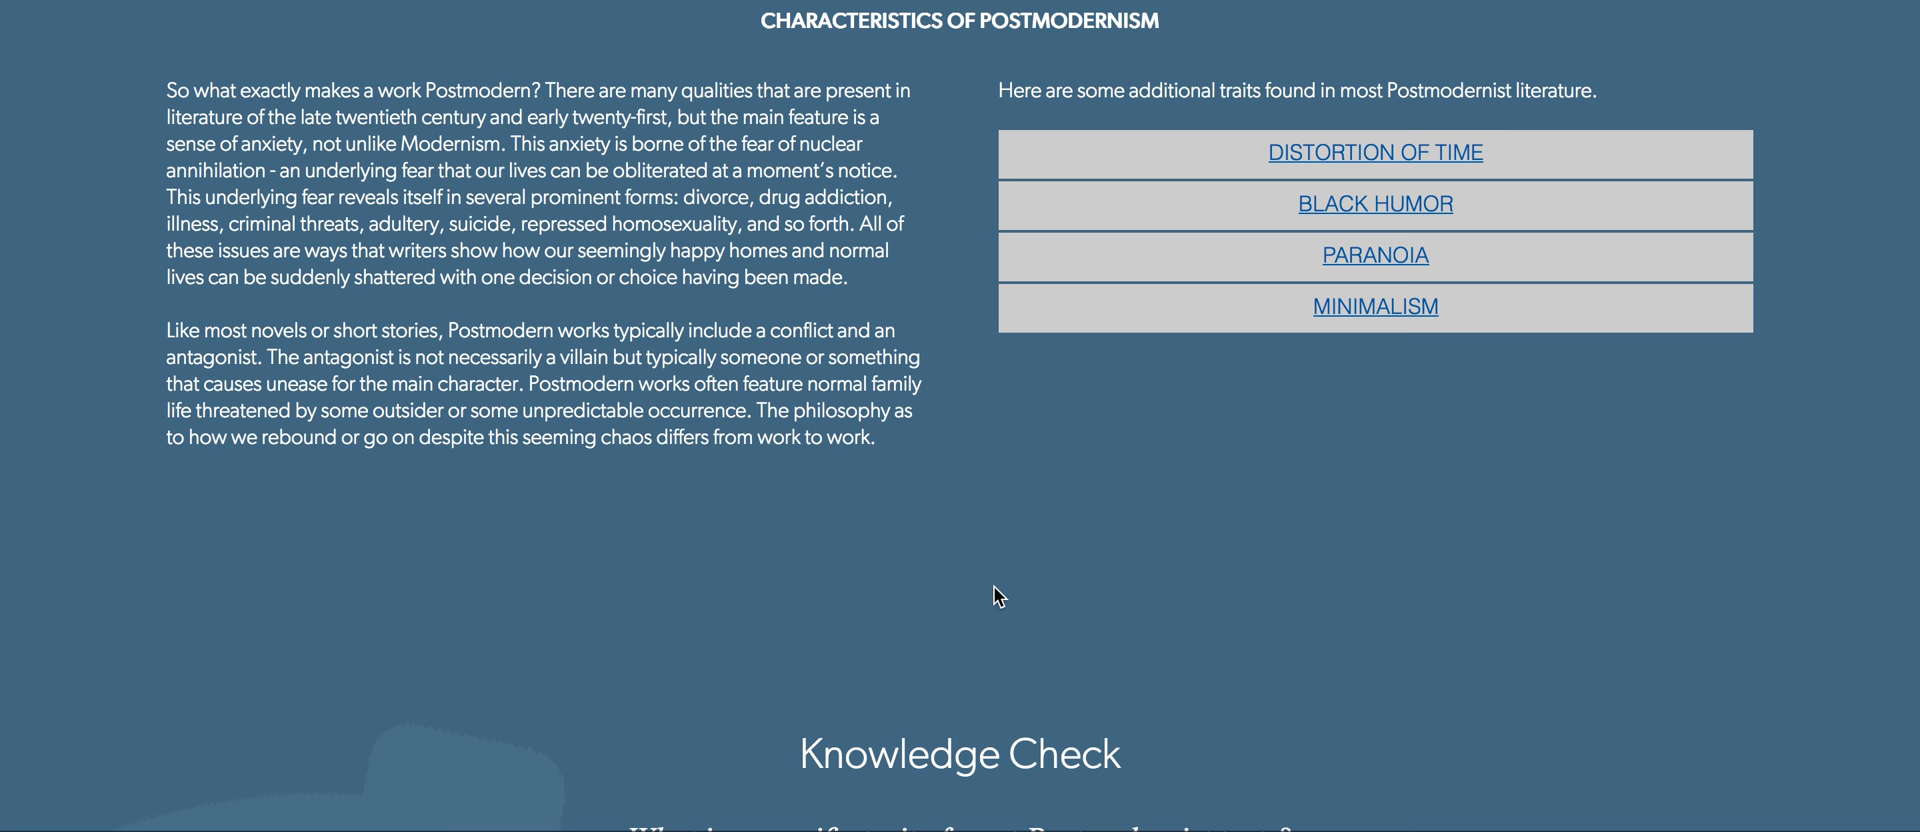 CHARACTERISTICS OF POSTMODERNISM
So what exactly makes a work Postmodern? There are many qualities that are present in
literature of the late twentieth century and early twenty-first, but the main feature is a
sense of anxiety, not unlike Modernism. This anxiety is borne of the fear of nuclear
annihilation - an underlying fear that our lives can be obliterated at a moment's notice.
This underlying fear reveals itself in several prominent forms: divorce, drug addiction,
illness, criminal threats, adultery, suicide, repressed homosexuality, and so forth. All of
these issues are ways that writers show how our seemingly happy homes and normal
lives can be suddenly shattered with one decision or choice having been made.
Like most novels or short stories, Postmodern works typically include a conflict and an
antagonist. The antagonist is not necessarily a villain but typically someone or something
that causes unease for the main character. Postmodern works often feature normal family
life threatened by some outsider or some unpredictable occurrence. The philosophy as
to how we rebound or go on despite this seeming chaos differs from work to work.
Here are some additional traits found in most Postmodernist literature.
DISTORTION OF TIME
BLACK HUMOR
PARANOIA
MINIMALISM
Knowledge Check